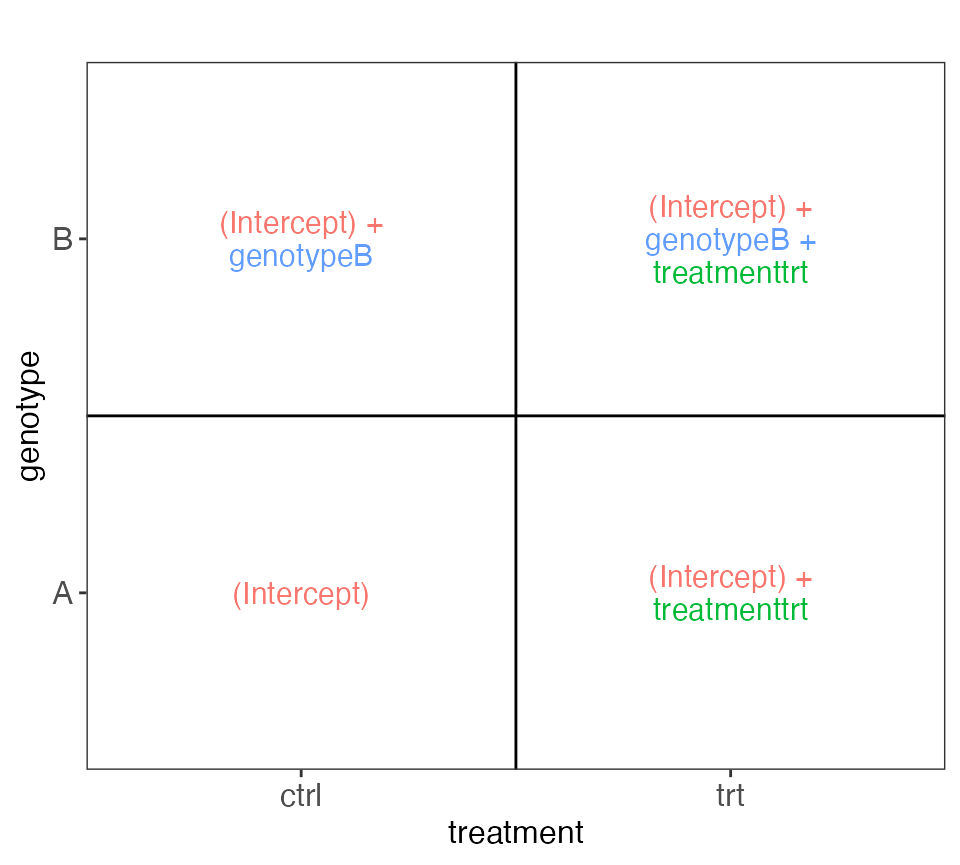 (Intercept) +
genotypeB
(Intercept) +
genotypeB +
treatmenttrt
B
genotype
A
(Intercept)
(Intercept) +
treatmenttrt
ctrl
trt
treatment